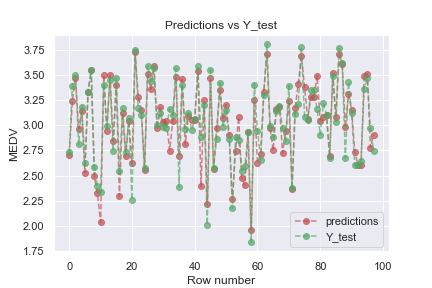 Predictions vs Y_test
3.75
3.50
3.25
3.00
2.75
2.50
2.25
2.00
1.75
MEDV
0 20 40 60 80 100
Row number
predictions
Y_test